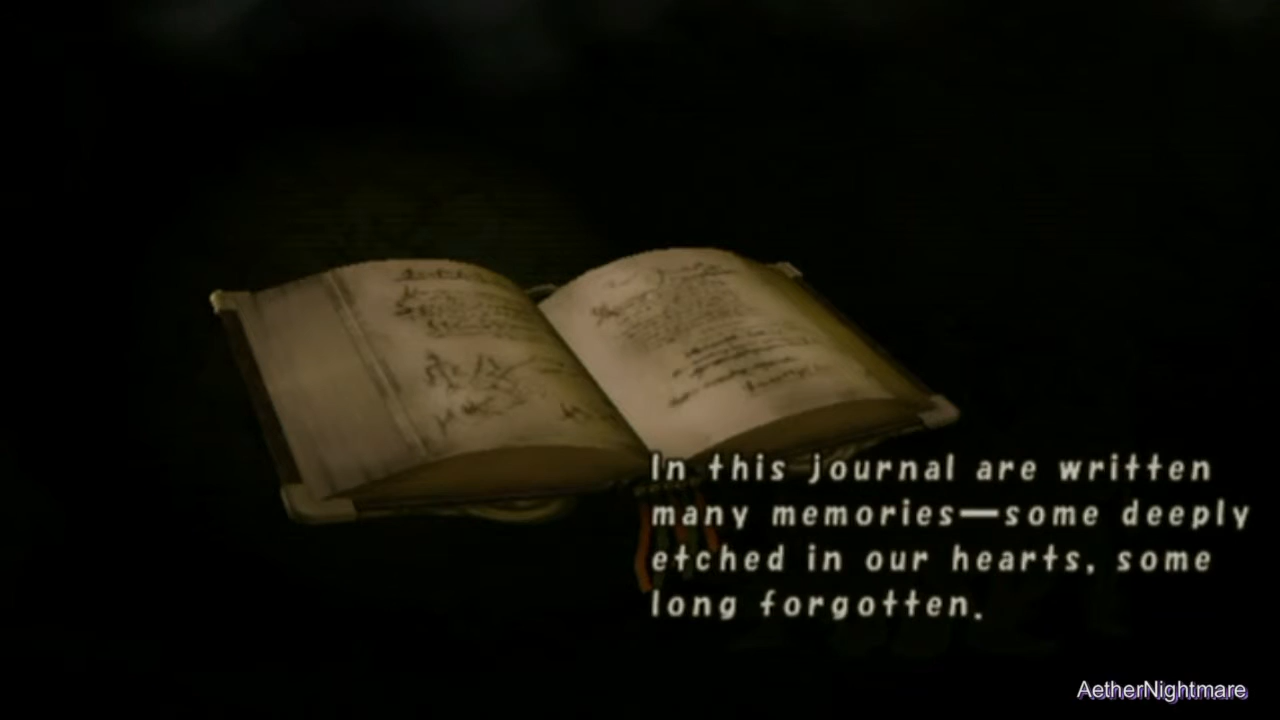 In this journal are written
many memories—some deeply
etched in our hearts, some
long forgotten.
AetherNightmare